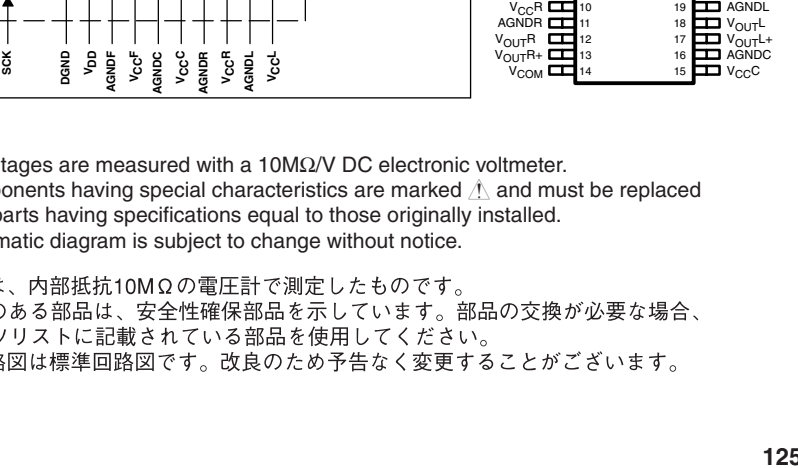 SCK
DGND
VDD
AGNDF
VCCF
AGNDC
VCCC
AGNDR
VCCR
AGNDL
VCCL
VCCR 10 19 AGNDL
AGNDR 11 18 VOUTL
VOUTR 12 17 VOUTL+
VOUTR+ 13 16 AGNDC
VCOM 14 15 VCCC
tages are measured with a 10MΩ/V DC electronic voltmeter.
ponents having special characteristics are marked ⚠ and must be replaced
parts having specifications equal to those originally installed.
matic diagram is subject to change without notice.
は、内部抵抗10MΩの電圧計で測定したものです。
のある部品は、安全性確保部品を示しています。部品の交換が必要な場合、
ツリストに記載されている部品を使用してください。
路図は標準回路図です。改良のため予告なく変更することがございます。
125